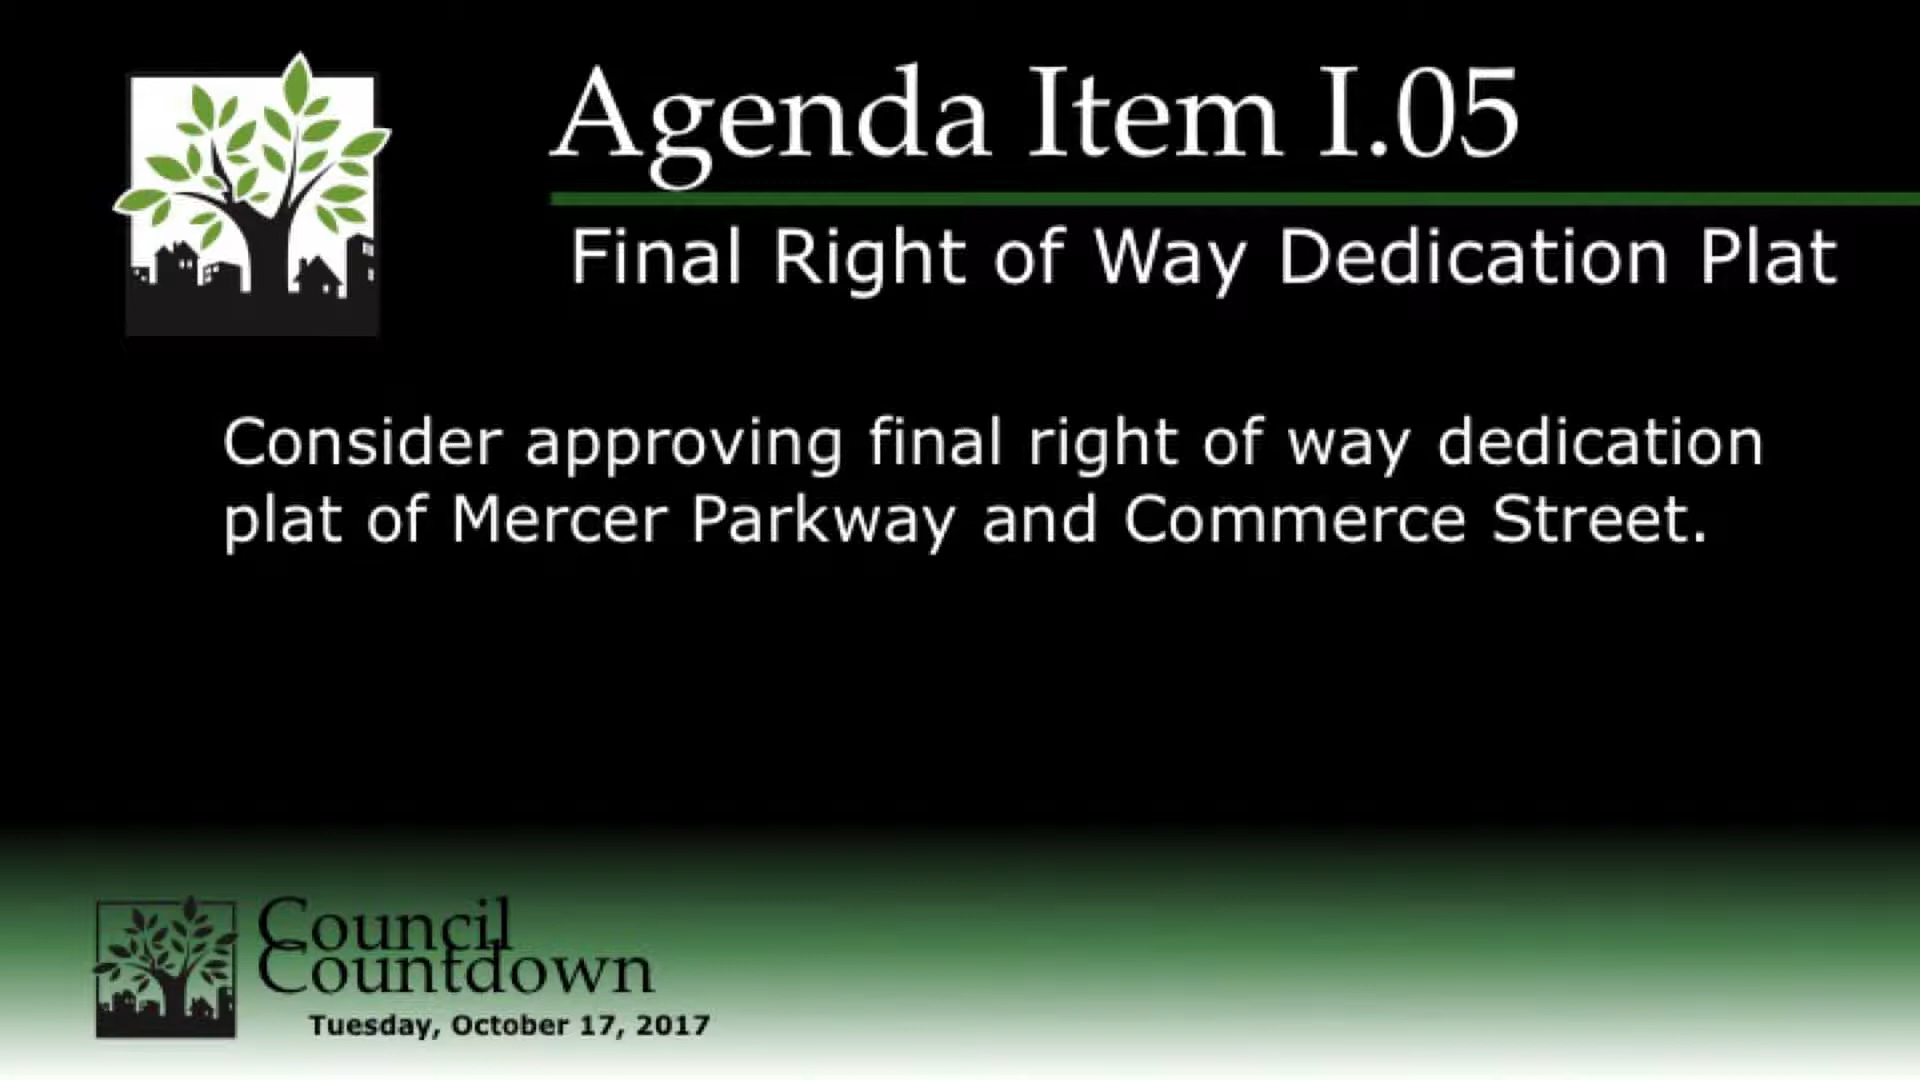 Agenda Item I.05
Final Right of Way Dedication Plat
Consider approving final right of way dedication
plat of Mercer Parkway and Commerce Street.
Council
Countdown
Tuesday, October 17, 2017